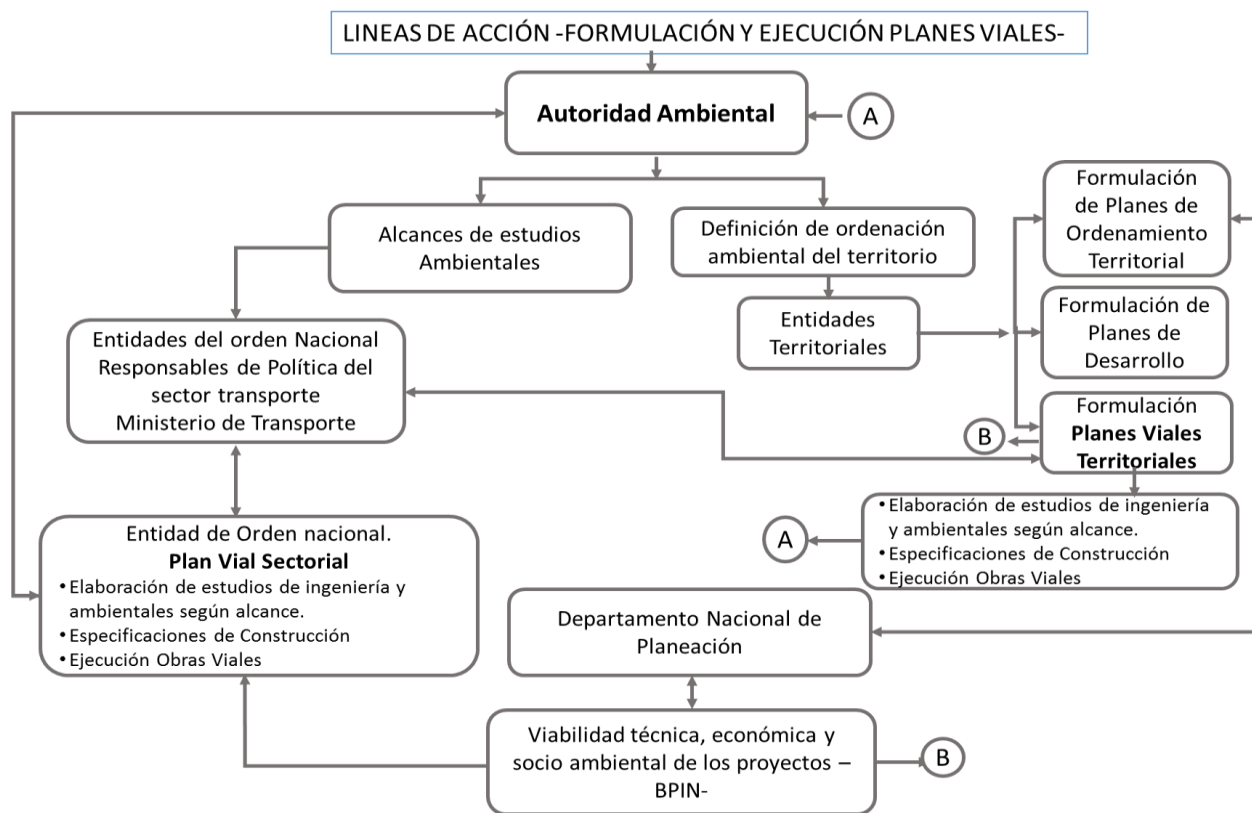 LINEAS DE ACCIÓN -FORMULACIÓN Y EJECUCIÓN PLANES VIALES-
Autoridad Ambiental
A
Alcances de estudios
Ambientales
Definición de ordenación
ambiental del territorio
Formulación
de Planes de
Ordenamiento
Territorial
Entidades
Territoriales
Formulación de
Planes de
Desarrollo
Entidades del orden Nacional
Responsables de Política del
sector transporte
Ministerio de Transporte
Formulación
Planes Viales
Territoriales
B
• Elaboración de estudios de ingeniería
y ambientales según alcance.
• Especificaciones de Construcción
• Ejecución Obras Viales
A
Entidad de Orden nacional.
Plan Vial Sectorial
• Elaboración de estudios de ingeniería y
ambientales según alcance.
• Especificaciones de Construcción
• Ejecución Obras Viales
Departamento Nacional de
Planeación
Viabilidad técnica, económica y
socio ambiental de los proyectos –
BPIN-
B